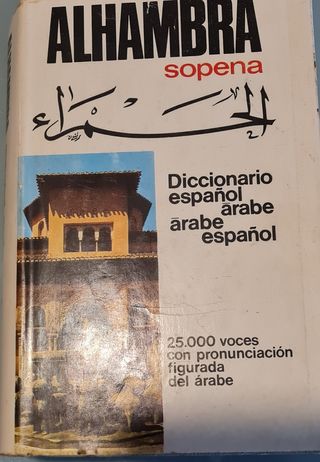 ALHAMBRA
sopena
الحمراء
Diccionario
español
árabe
árabe
español
25.000 voces
con pronunciación
figurada
del árabe